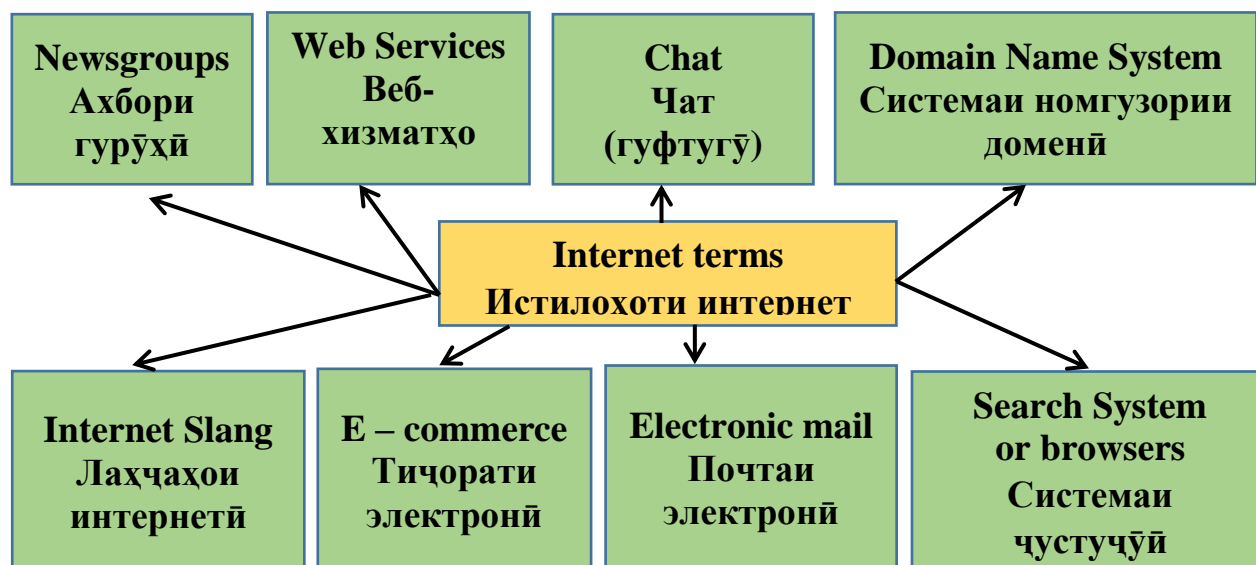 Newsgroups
Ахбори
гурӯҳӣ
Web Services
Веб-
хизматҳо
Chat
Чат
(гуфтугӯ)
Domain Name System
Системаи номгузории
доменӣ
Internet terms
Истилохоти интернет
Internet Slang
Лаҳҷаҳои
интернетӣ
E – commerce
Тиҷорати
электронӣ
Electronic mail
Почтаи
электронӣ
Search System
or browsers
Системаи
ҷустуҷӯӣ